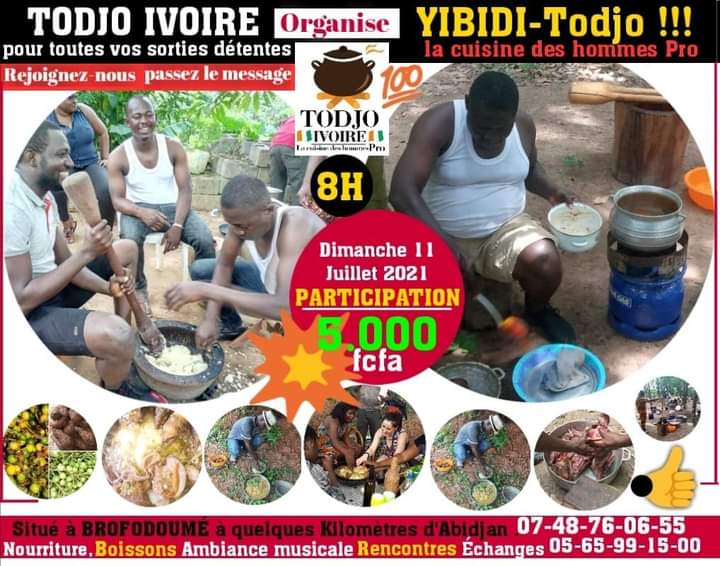 TODJO IVOIRE Organise YIBIDI-Todjo !!!
pour toutes vos sorties détentes
la cuisine des hommes Pro
Rejoignez-nous passez le message
100
TODJO
IVOIRE
La cuisine des hommes Pro
8H
Dimanche 11
Juillet 2021
PARTICIPATION
5.000
fcfa
Situé à BROFODOUMÉ à quelques Kilomètres d'Abidjan 07-48-76-06-55
Nourriture, Boissons Ambiance musicale Rencontres Échanges 05-65-99-15-00